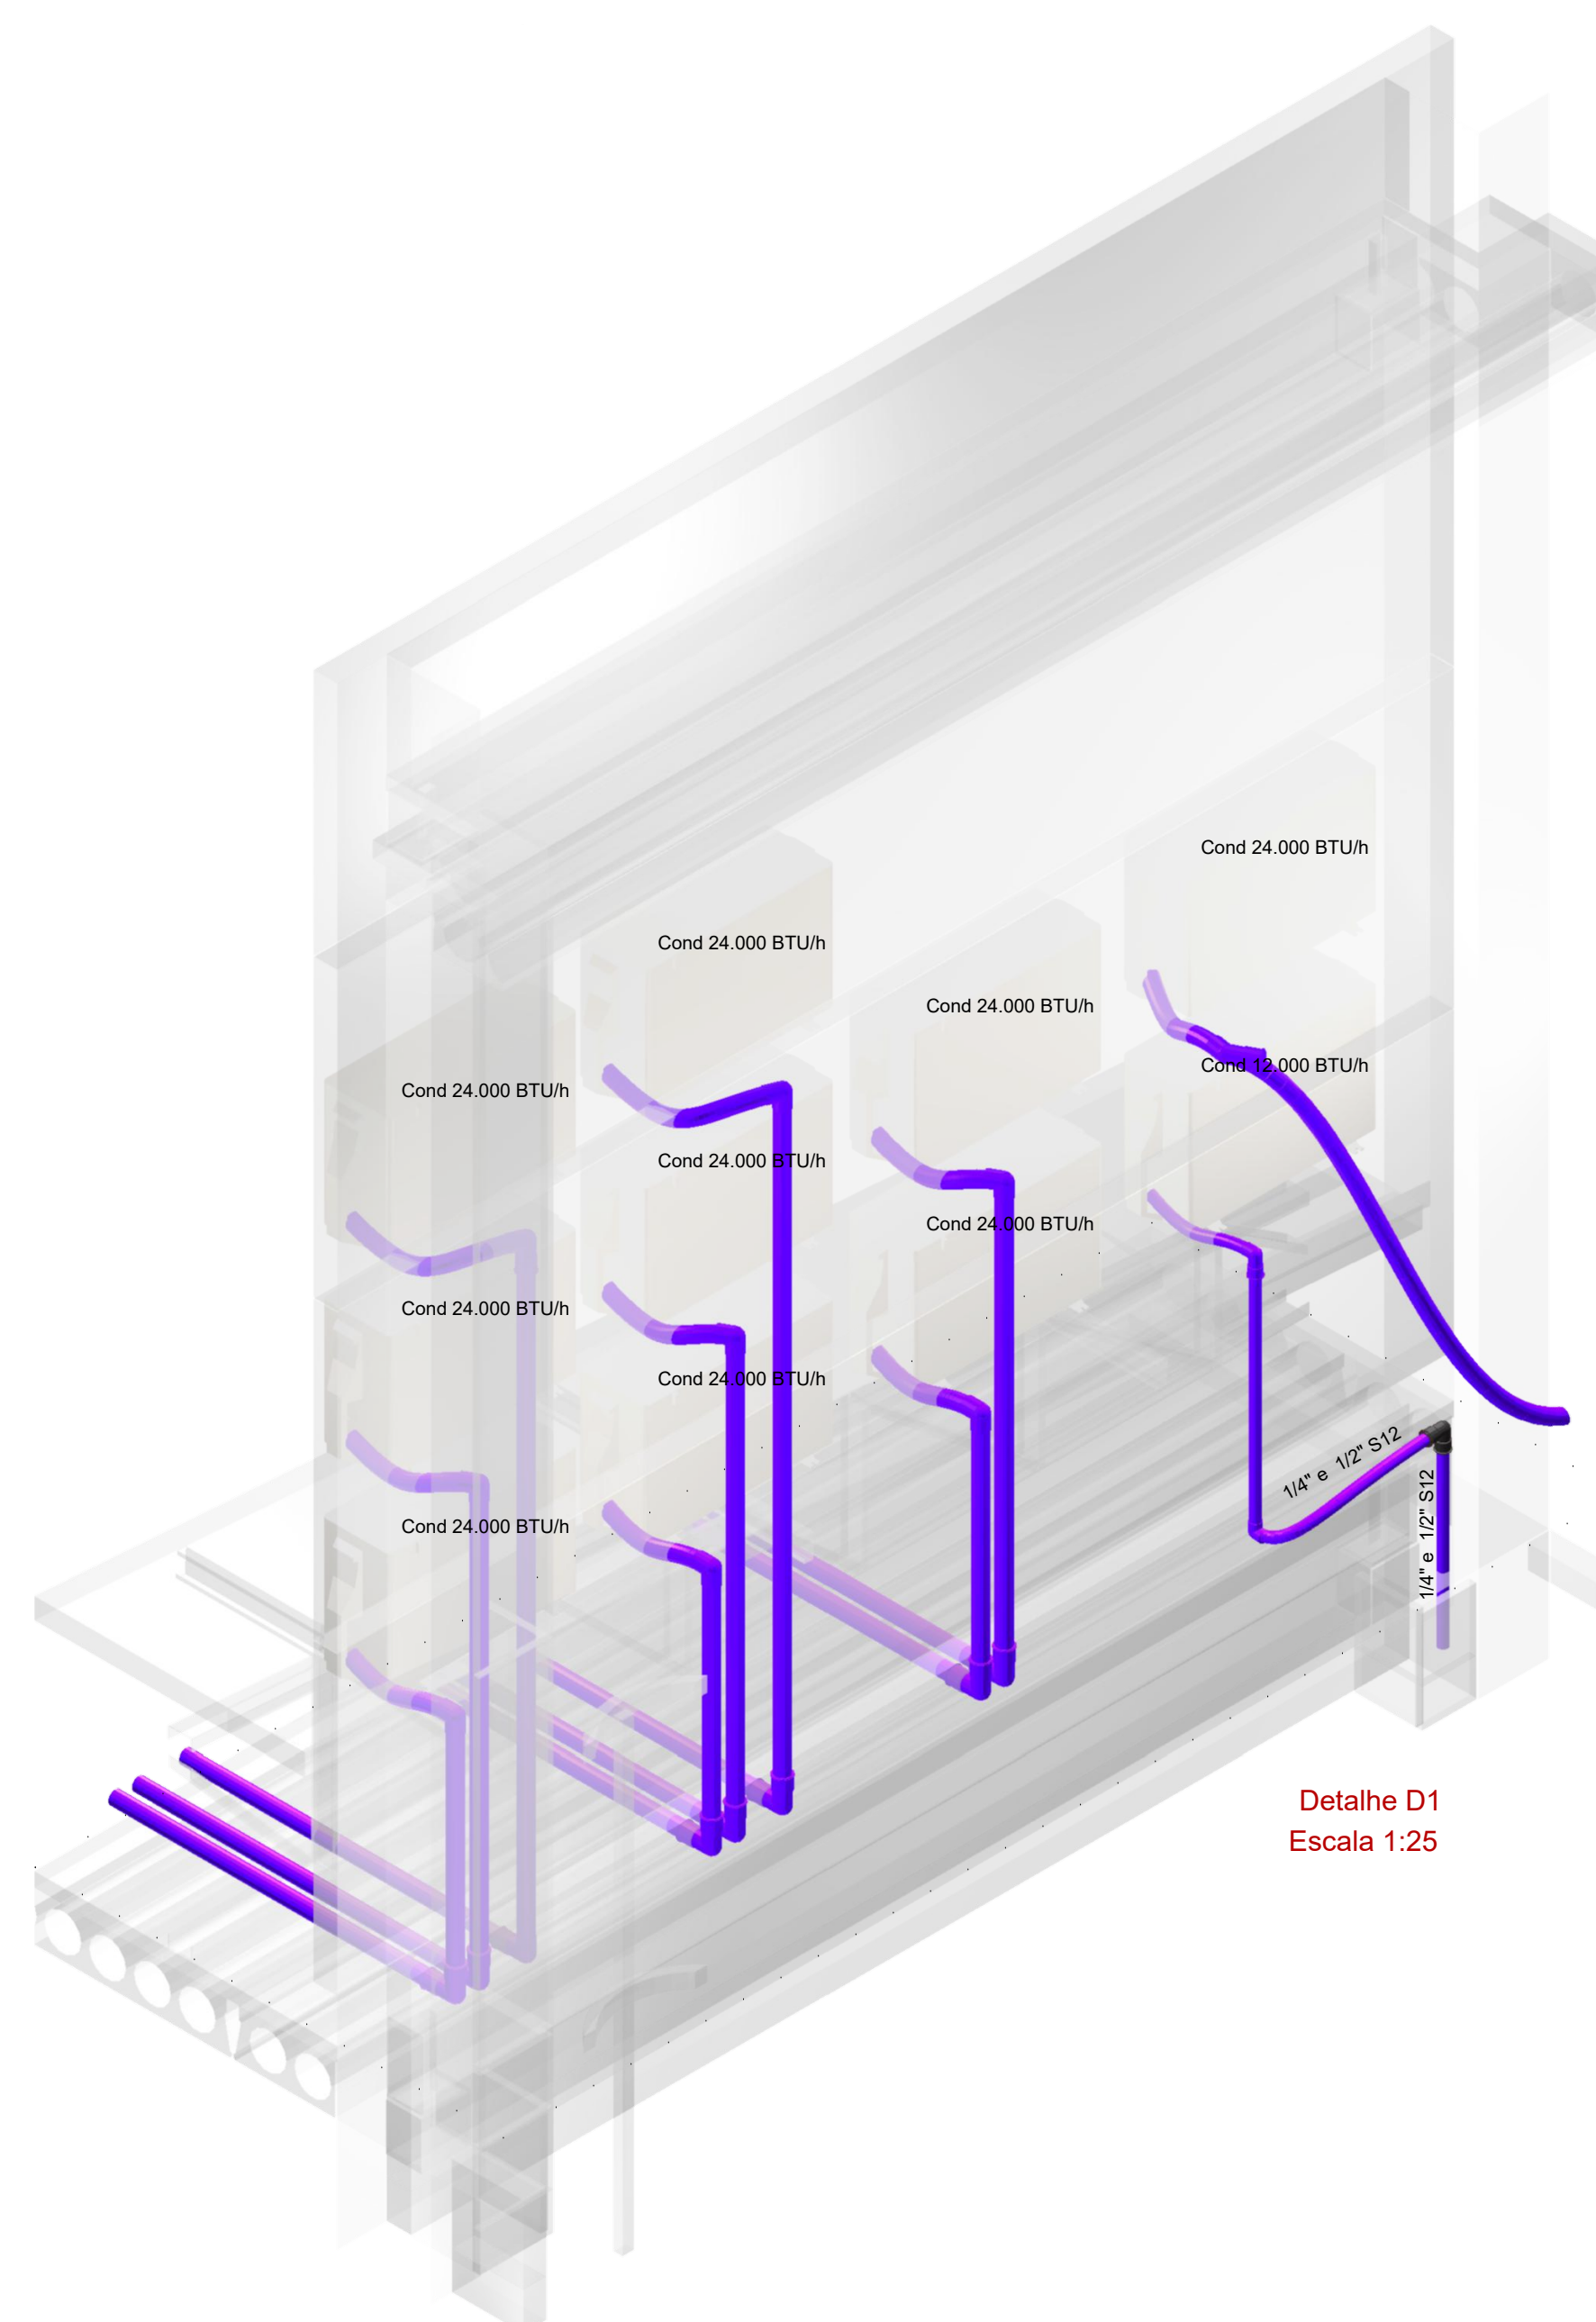 Cond 24.000 BTU/h
Cond 24.000 BTU/h
Cond 24.000 BTU/h
Cond 12.000 BTU/h
Cond 24.000 BTU/h
Cond 24.000 BTU/h
Cond 24.000 BTU/h
Cond 24.000 BTU/h
Cond 24.000 BTU/h
Cond 24.000 BTU/h
1/4" e 1/2" S12
1/4" e 1/2" S12
Detalhe D1
Escala 1:25